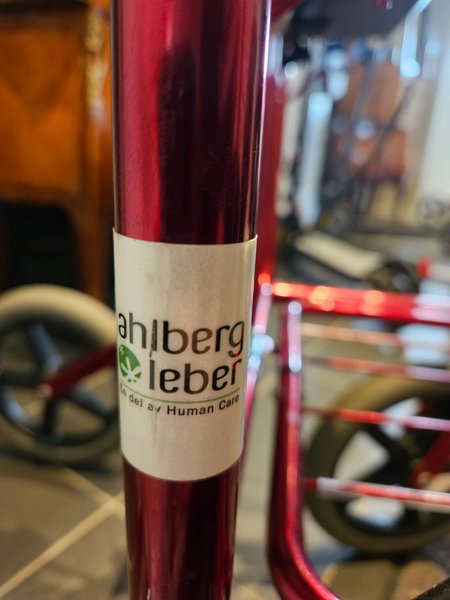 ahlberg
leber
En del av Human Care